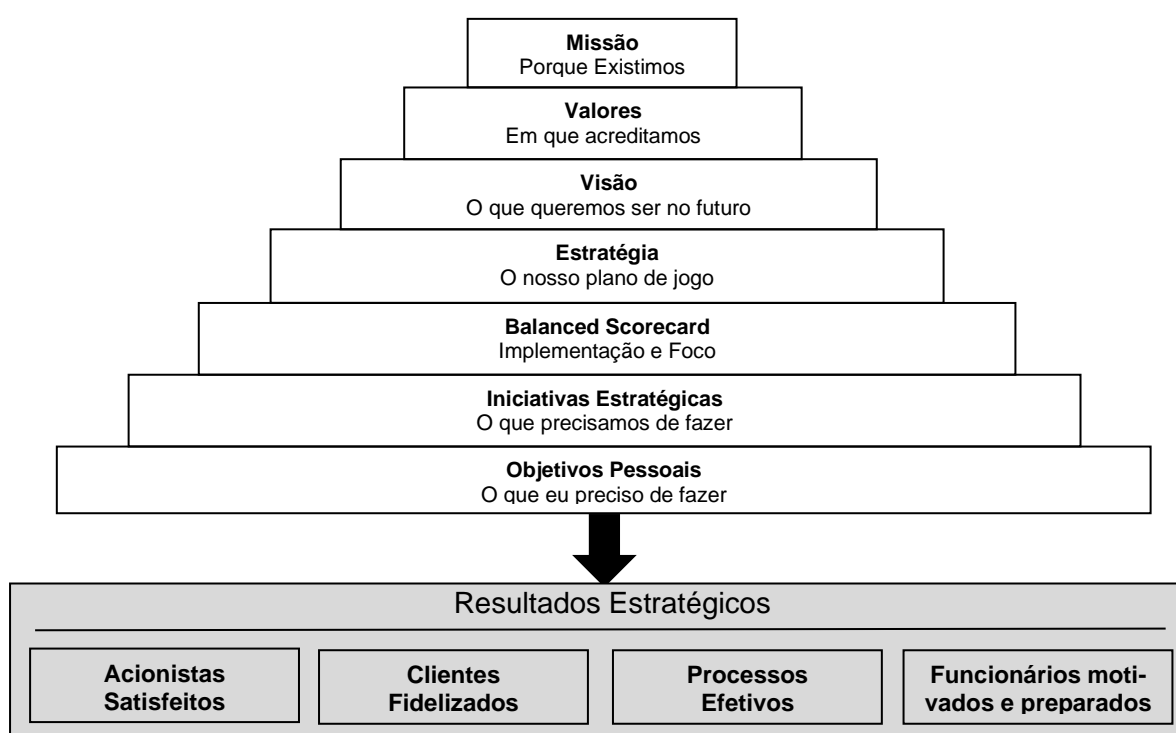 Missão
Porque Existimos
Valores
Em que acreditamos
Visão
O que queremos ser no futuro
Estratégia
O nosso plano de jogo
Balanced Scorecard
Implementação e Foco
Iniciativas Estratégicas
O que precisamos de fazer
Objetivos Pessoais
O que eu preciso de fazer
Resultados Estratégicos
Acionistas
Satisfeitos
Clientes
Fidelizados
Processos
Efetivos
Funcionários moti-
vados e preparados